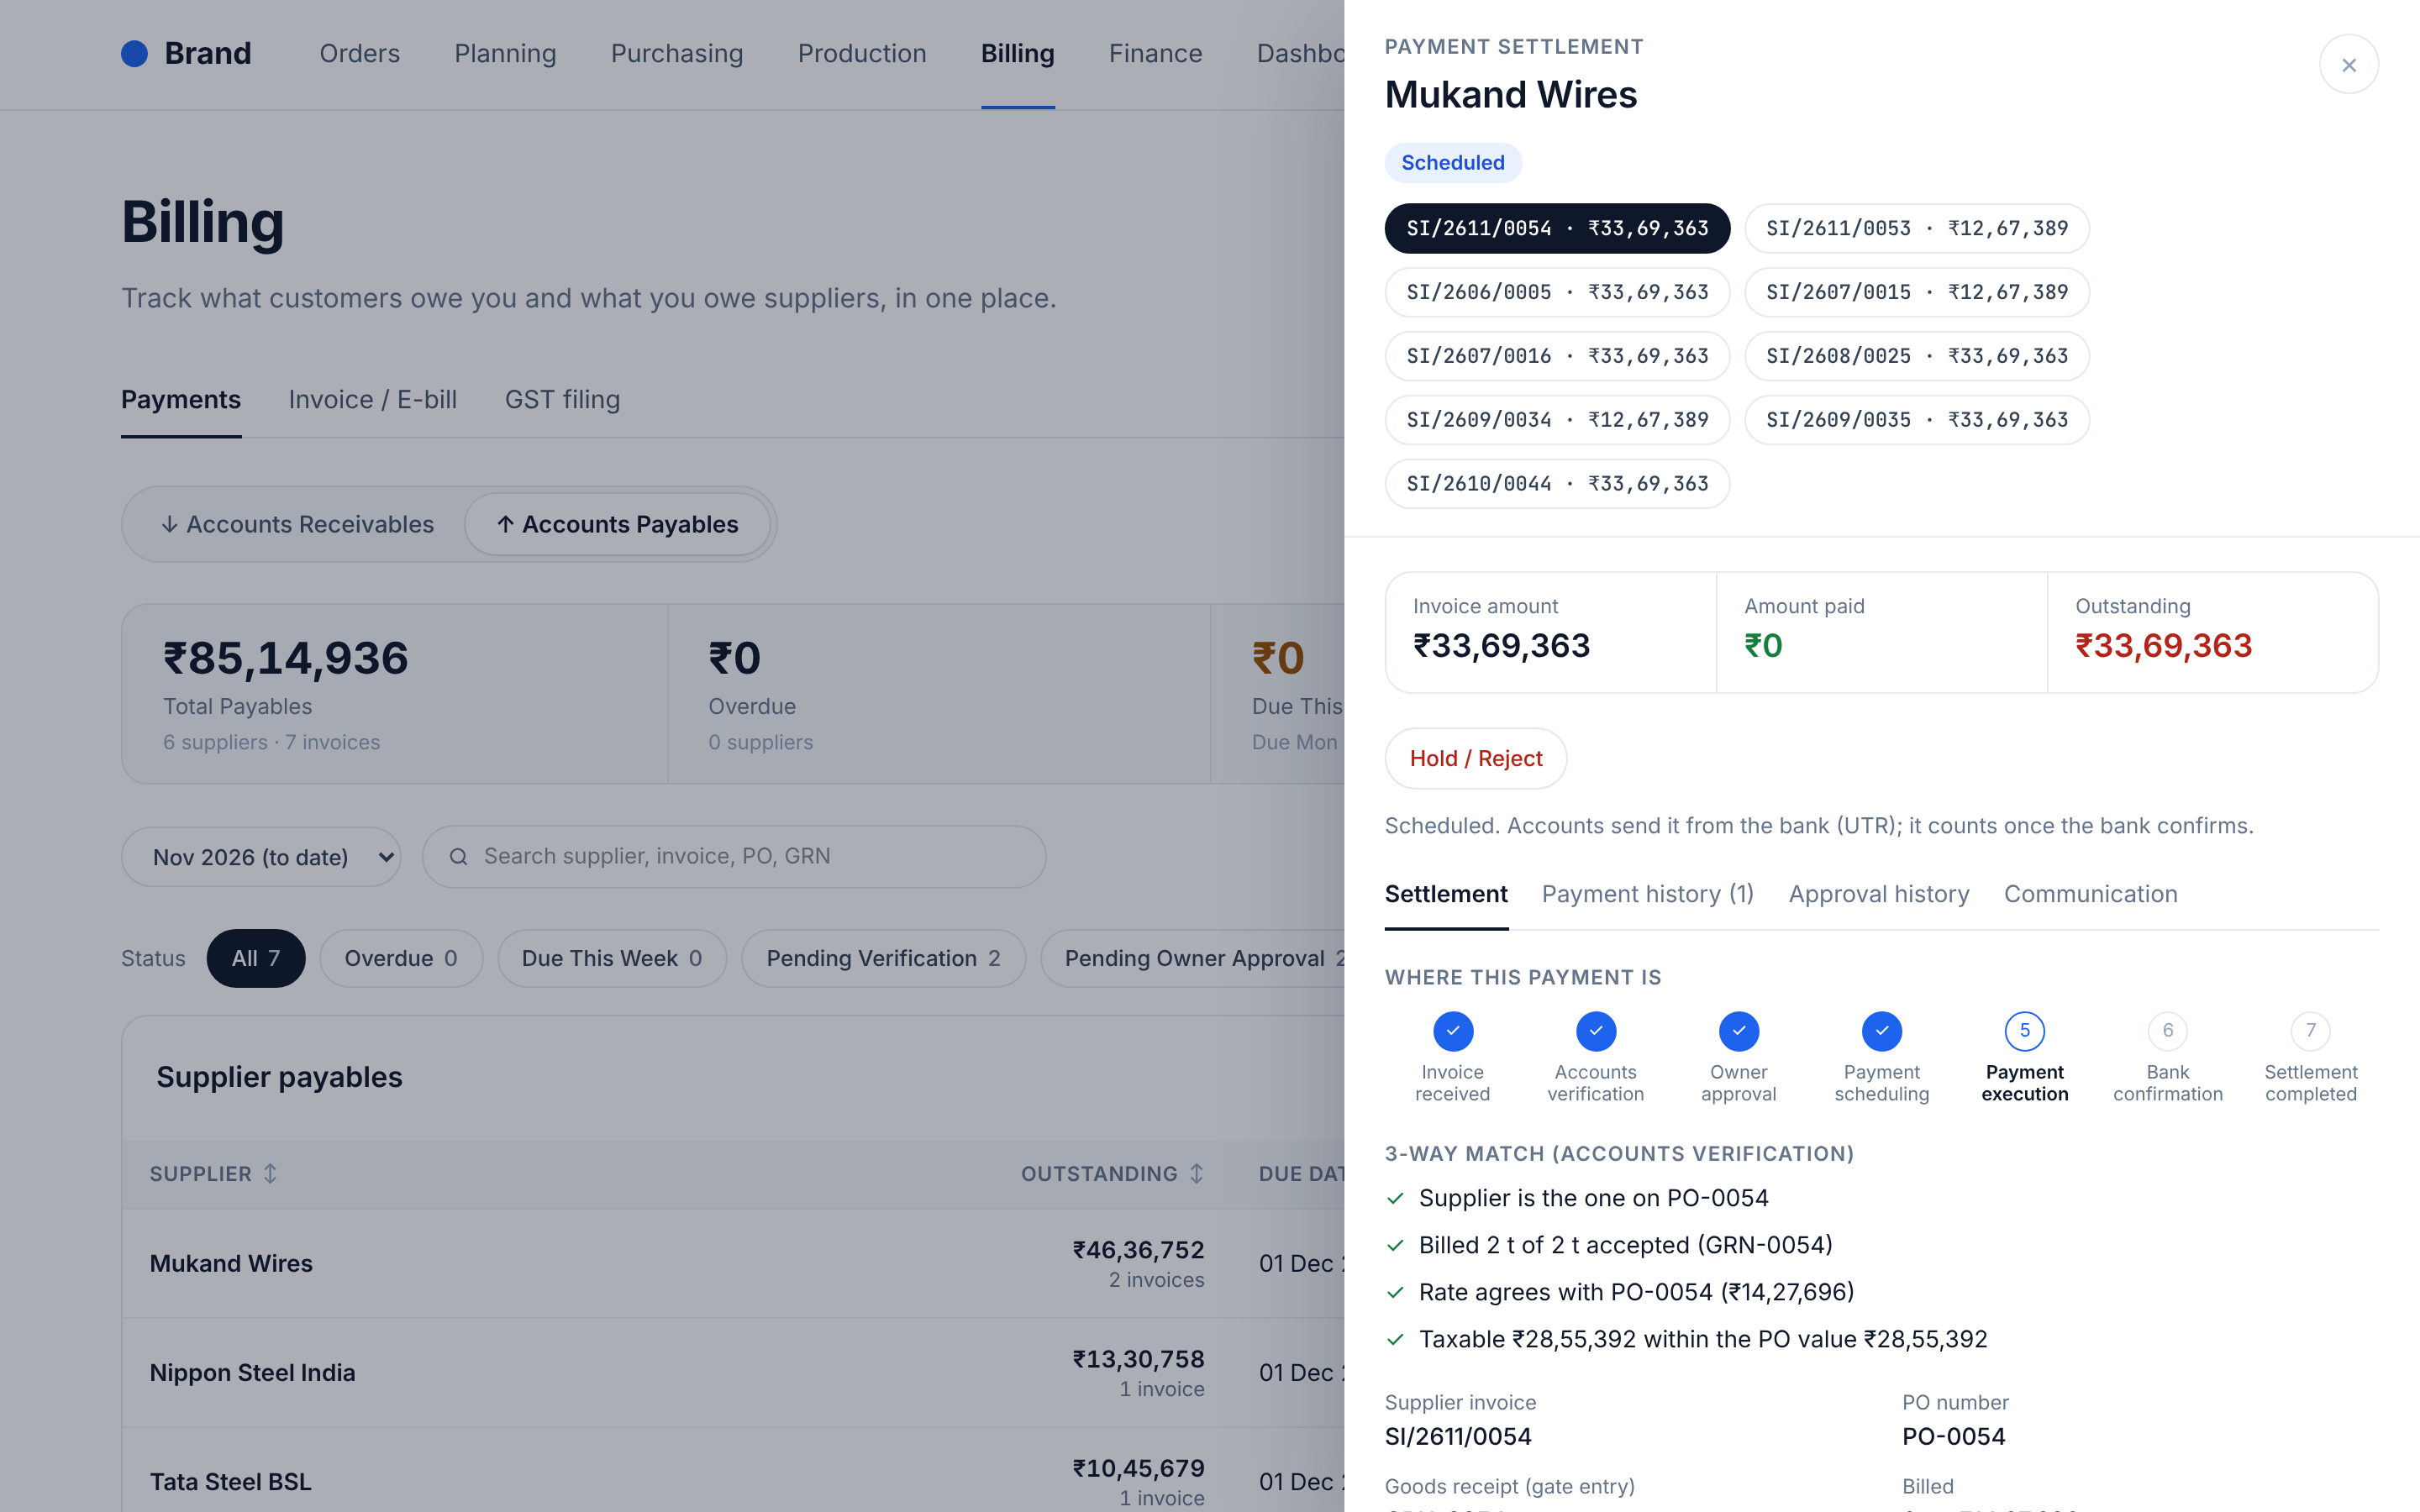 Brand
Orders
Planning
Purchasing
Production
Billing
Finance
Billing
Track what customers owe you and what you owe suppliers, in one place.
Payments
Invoice / E-bill
GST filing
↓ Accounts Receivables
↑ Accounts Payables
₹85,14,936
Total Payables
6 suppliers · 7 invoices
₹0
Overdue
0 suppliers
₹0
Due This
Due Mon
Nov 2026 (to date)
Search supplier, invoice, PO, GRN
Status
All 7
Overdue 0
Due This Week 0
Pending Verification 2
Pending Owner Approval 2
Supplier payables
SUPPLIER
OUTSTANDING
Mukand Wires
₹46,36,752
2 invoices
01 Dec
Nippon Steel India
₹13,30,758
1 invoice
01 Dec
Tata Steel BSL
₹10,45,679
1 invoice
01 Dec
PAYMENT SETTLEMENT
Mukand Wires
Scheduled
SI/2611/0054 · ₹33,69,363
SI/2611/0053 · ₹12,67,389
SI/2606/0005 · ₹33,69,363
SI/2607/0015 · ₹12,67,389
SI/2607/0016 · ₹33,69,363
SI/2608/0025 · ₹33,69,363
SI/2609/0034 · ₹12,67,389
SI/2609/0035 · ₹33,69,363
SI/2610/0044 · ₹33,69,363
Invoice amount
₹33,69,363
Amount paid
₹0
Outstanding
₹33,69,363
Hold / Reject
Scheduled. Accounts send it from the bank (UTR); it counts once the bank confirms.
Settlement
Payment history (1)
Approval history
Communication
WHERE THIS PAYMENT IS
Invoice received
Accounts verification
Owner approval
Payment scheduling
5
Payment execution
6
Bank confirmation
7
Settlement completed
3-WAY MATCH (ACCOUNTS VERIFICATION)
Supplier is the one on PO-0054
Billed 2 t of 2 t accepted (GRN-0054)
Rate agrees with PO-0054 (₹14,27,696)
Taxable ₹28,55,392 within the PO value ₹28,55,392
Supplier invoice
SI/2611/0054
PO number
PO-0054
Goods receipt (gate entry)
Billed